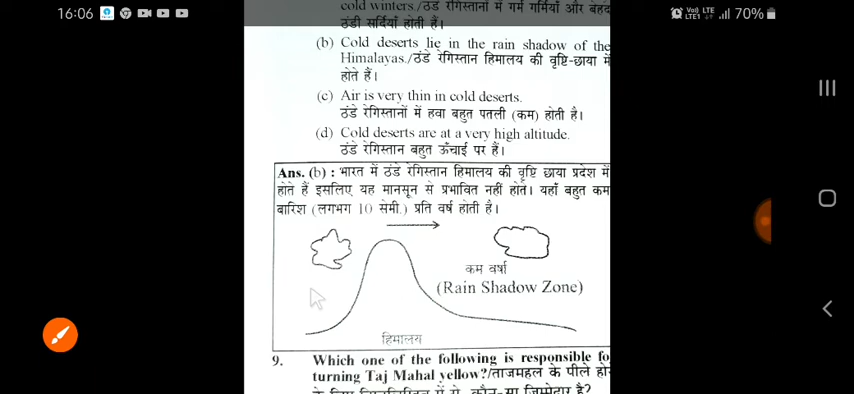 16:06
Vo) LTE
LTE1
70%
cold winters./ठंडे रेगिस्तानों में गर्म गर्मियाँ और बेहद
ठंडी सर्दियाँ होती हैं।
(b) Cold deserts lie in the rain shadow of the
Himalayas./ठंडे रेगिस्तान हिमालय की वृष्टि-छाया में
होते हैं।
(c) Air is very thin in cold deserts.
ठंडे रेगिस्तानों में हवा बहुत पतली (कम) होती है।
(d) Cold deserts are at a very high altitude.
ठंडे रेगिस्तान बहुत ऊँचाई पर हैं।
Ans. (b) : भारत में ठंडे रेगिस्तान हिमालय की वृष्टि छाया प्रदेश में
होते हैं इसलिए यह मानसून से प्रभावित नहीं होते। यहाँ बहुत कम
बारिश (लगभग 10 सेमी.) प्रति वर्ष होती है।
कम वर्षा
(Rain Shadow Zone)
हिमालय
9. Which one of the following is responsible fo
turning Taj Mahal yellow?/ताजमहल के पीले हो
के लिए निम्नलिखित में से कौन-सा जिम्मेदार है?